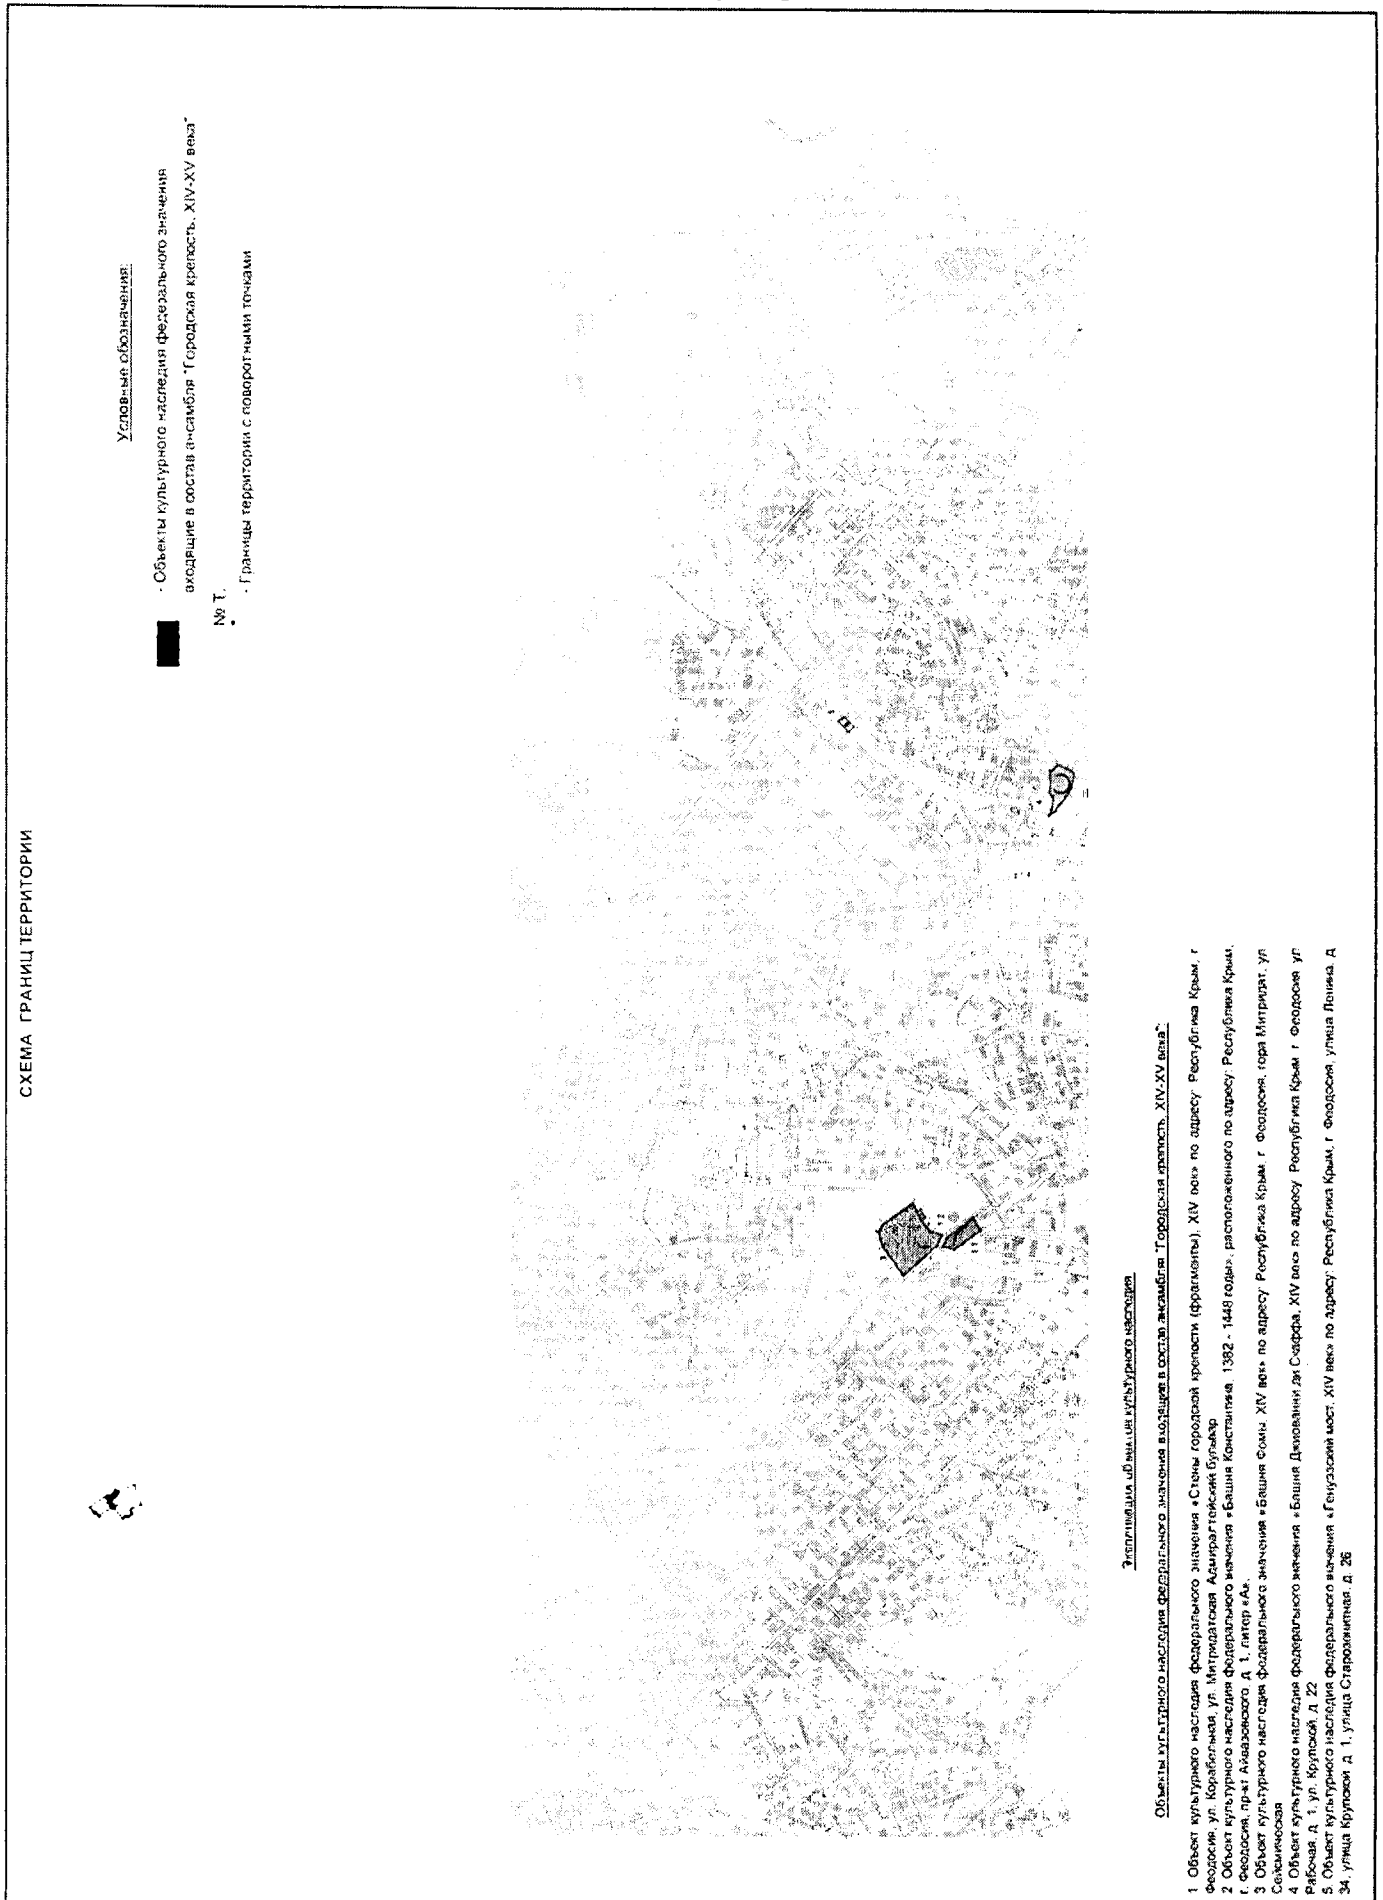 СХЕМА ГРАНИЦ ТЕРРИТОРИИ
Условные обозначения:
- Объекты культурного наследия федерального значения
входящие в состав ансамбля "Городская крепость, XIV-XV века"
№ Т.
- Границы территории с поворотными точками
Экспликация объектов культурного наследия
Объекты культурного наследия федерального значения входящие в состав ансамбля "Городская крепость, XIV-XV века":
1 Объект культурного наследия федерального значения «Стены городской крепости (фрагменты), XIV век» по адресу: Республика Крым, г
Феодосия, ул. Корабельная, ул. Митридатская Адмиралтейский бульвар
2 Объект культурного наследия федерального значения «Башня Константина, 1382 - 1448 годы», расположенного по адресу: Республика Крым,
г. Феодосия, пр-кт Айвазовского, д. 1, литер «А».
3 Объект культурного наследия федерального значения «Башня Фомы, XIV век» по адресу: Республика Крым, г Феодосия, гора Митридат, ул
Сейсмическая
4 Объект культурного наследия федерального значения «Башня Джиованни ди Скаффа, XIV век» по адресу Республика Крым г Феодосия ул
Рабочая, д 1, ул. Крупской, д. 22
5. Объект культурного наследия федерального значения «Генуэзский мост, XIV век» по адресу: Республика Крым, г Феодосия, улица Ленина, д
34, улица Крупской д 1, улица Старозонитная, д. 26